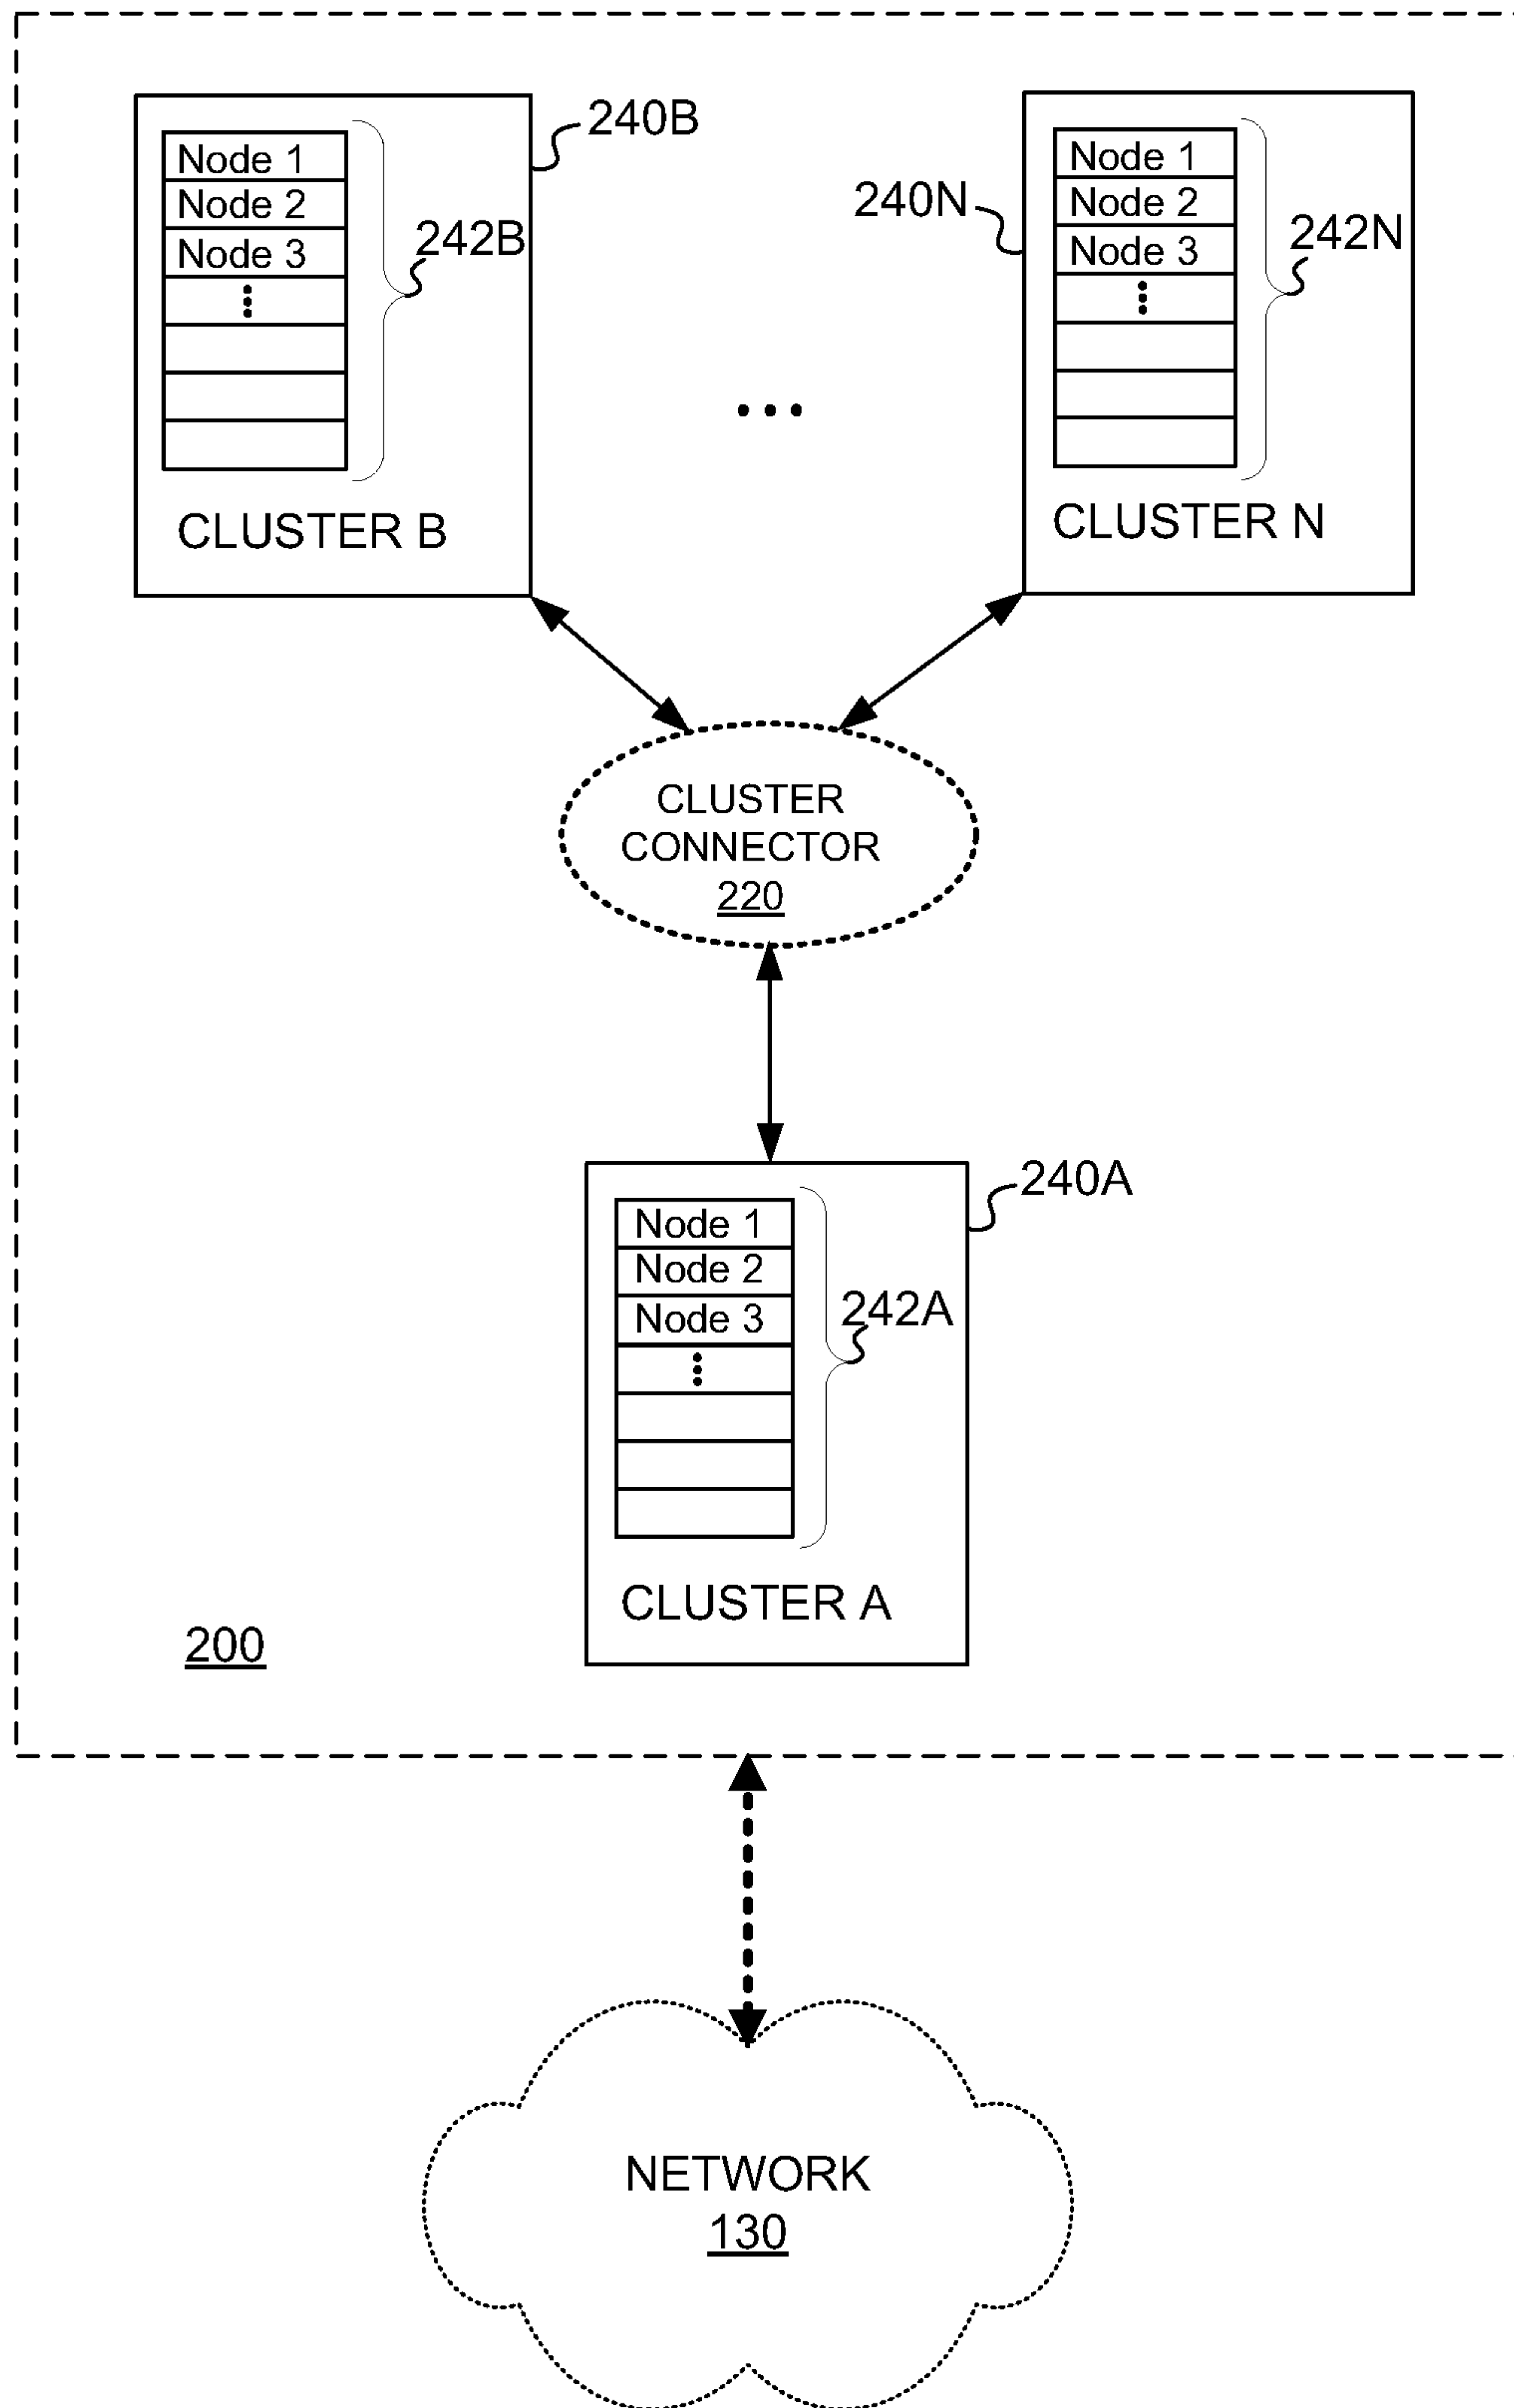 240B
Node 1
Node 2
Node 3
242B
CLUSTER B
240N
Node 1
Node 2
Node 3
242N
CLUSTER N
...
CLUSTER
CONNECTOR
220
240A
Node 1
Node 2
Node 3
242A
CLUSTER A
200
NETWORK
130